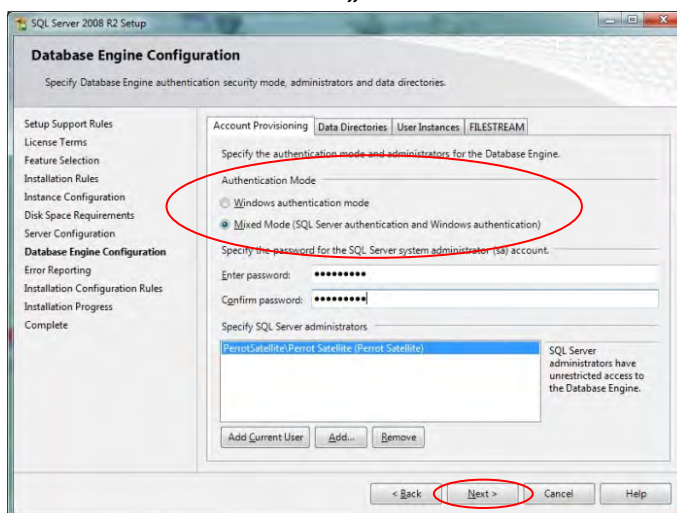 »
SQL Server 2008 R2 Setup
Database Engine Configuration
Specify Database Engine authentication security mode, administrators and data directories.
Setup Support Rules
License Terms
Feature Selection
Installation Rules
Instance Configuration
Disk Space Requirements
Server Configuration
Database Engine Configuration
Error Reporting
Installation Configuration Rules
Installation Progress
Complete
Account Provisioning Data Directories User Instances FILESTREAM
Specify the authentication mode and administrators for the Database Engine.
Authentication Mode
Windows authentication mode
Mixed Mode (SQL Server authentication and Windows authentication)
Specify the password for the SQL Server system administrator (sa) account.
Enter password: •••••••••
Confirm password: •••••••••
Specify SQL Server administrators
PerrotSatellite\Perrot Satellite (Perrot Satellite)
SQL Server
administrators have
unrestricted access to
the Database Engine.
Add Current User Add... Remove
< Back Next > Cancel Help